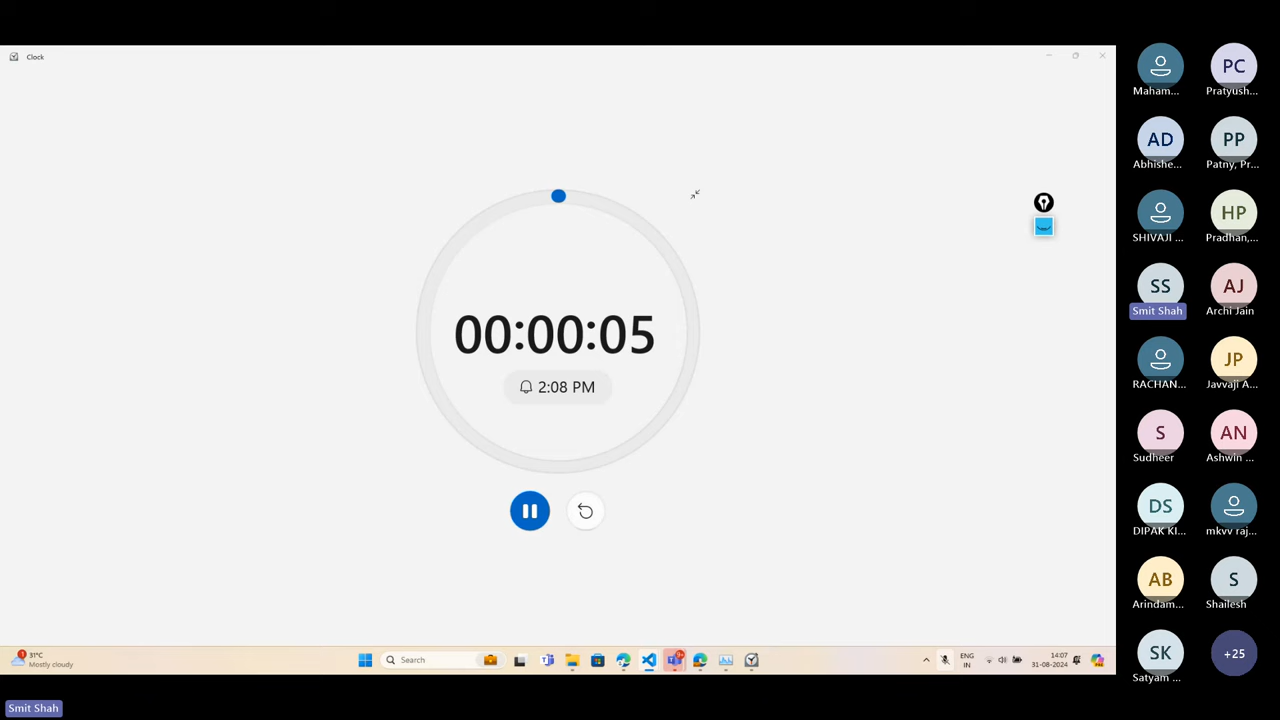 Clock
00:00:05
2:08 PM
Maham...
PC
Pratyush...
AD
Abhishe...
PP
Patny, Pr...
SHIVAJI ...
HP
Pradhan,...
SS
Smit Shah
AJ
Archi Jain
RACHAN...
JP
Javvaji A...
S
Sudheer
AN
Ashwin ...
DS
DIPAK KI...
mkvv raj...
AB
Arindam...
S
Shailesh
SK
Satyam ...
+25
1
31°C
Mostly cloudy
Search
ENG
IN
14:07
31-08-2024
Smit Shah